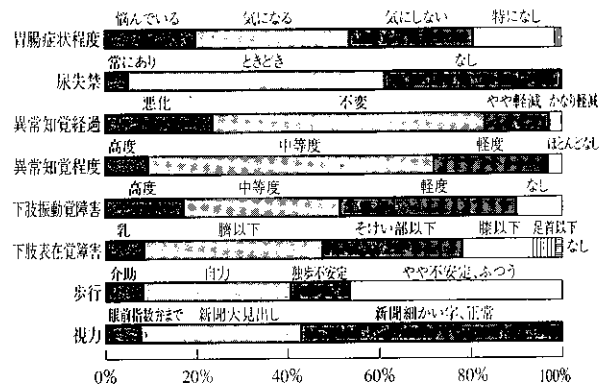 悩んでいる 気になる 気にしない 特になし
胃腸症状程度
常にあり ときどき なし
尿失禁
悪化 不変 やや軽減 かなり軽減
異常知覚経過
高度 中等度 軽度 ほとんどなし
異常知覚程度
高度 中等度 軽度 なし
下肢振動覚障害
乳 臍以下 そけい部以下 膝以下 足首以下
下肢表在覚障害 なし
介助 自力 独歩不安定 やや不安定、ふつう
歩行
眼前指数弁まで 新聞大見出し 新聞細かい字、正常
視力
0% 20% 40% 60% 80% 100%